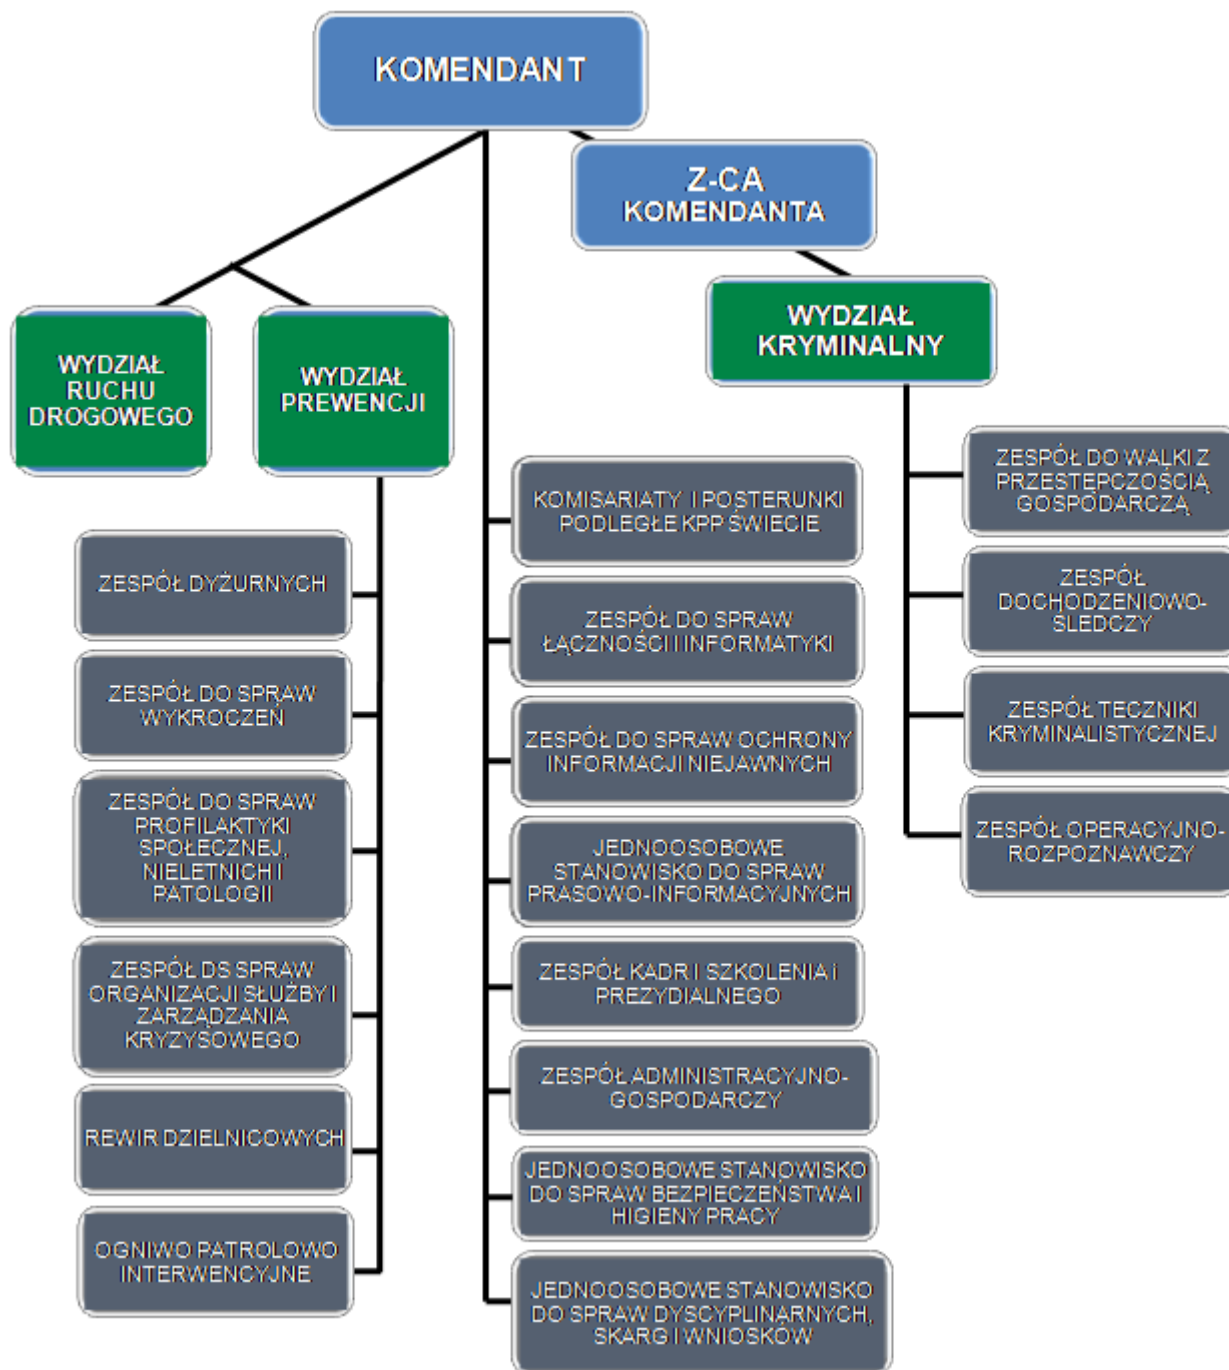 KOMENDANT
Z-CA
KOMENDANTA
WYDZIAŁ
RUCHU
DROGOWEGO
WYDZIAŁ
PREWENCJI
WYDZIAŁ
KRYMINALNY
ZESPÓŁ DYŻURNYCH
ZESPÓŁ DO SPRAW
WYKROCZEŃ
ZESPÓŁ DO SPRAW
PROFILAKTYKI
SPOŁECZNEJ,
NIELETNICH I
PATOLOGII
ZESPÓŁ DS SPRAW
ORGANIZACJI SŁUŻBY I
ZARZĄDZANIA
KRYZYSOWEGO
REWIR DZIELNICOWYCH
OGNIWO PATROLOWO
INTERWENCYJNE
KOMISARIATY I POSTERUNKI
PODLEGŁE KPP ŚWIECIE
ZESPÓŁ DO SPRAW
ŁĄCZNOŚCI I INFORMATYKI
ZESPÓŁ DO SPRAW OCHRONY
INFORMACJI NIEJAWNYCH
JEDNOOSOBOWE
STANOWISKO DO SPRAW
PRASOWO-INFORMACYJNYCH
ZESPÓŁ KADR I SZKOLENIA i
PREZYDIALNEGO
ZESPÓŁ ADMINISTRACYJNO-
GOSPODARCZY
JEDNOOSOBOWE STANOWISKO
DO SPRAW BEZPIECZEŃSTWA I
HIGIENY PRACY
JEDNOOSOBOWE STANOWISKO
DO SPRAW DYSCYPLINARNYCH,
SKARG I WNIOSKÓW
ZESPÓŁ DO WALKI Z
PRZESTĘPCZOŚCIĄ
GOSPODARCZĄ
ZESPÓŁ
DOCHODZENIOWO-
ŚLEDCZY
ZESPÓŁ TECZNIKI
KRYMINALISTYCZNEJ
ZESPÓŁ OPERACYJNO-
ROZPOZNAWCZY